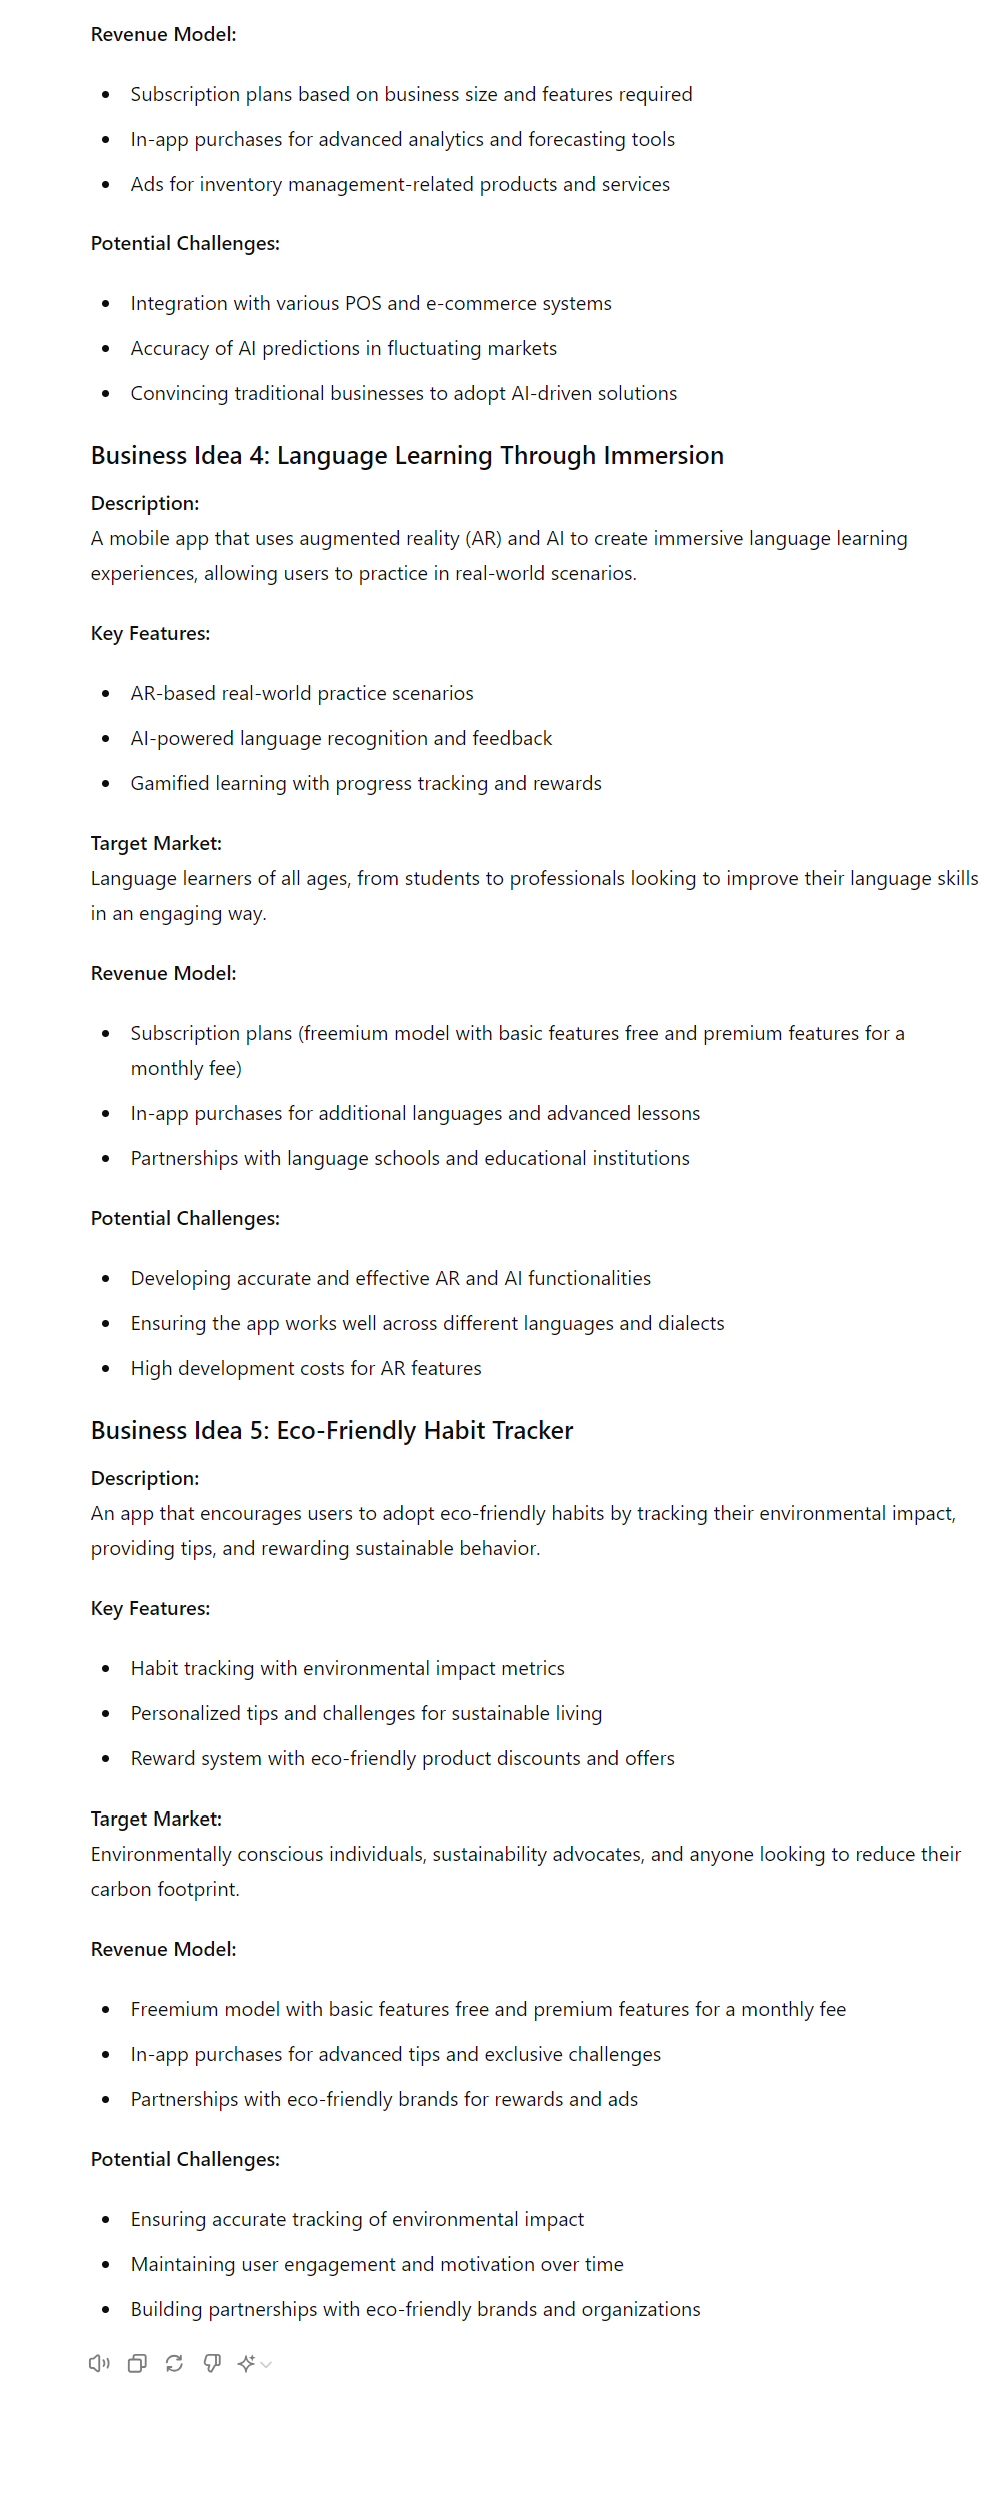 Revenue Model:
Subscription plans based on business size and features required
In-app purchases for advanced analytics and forecasting tools
Ads for inventory management-related products and services
Potential Challenges:
Integration with various POS and e-commerce systems
Accuracy of AI predictions in fluctuating markets
Convincing traditional businesses to adopt AI-driven solutions
Business Idea 4: Language Learning Through Immersion
Description:
A mobile app that uses augmented reality (AR) and AI to create immersive language learning
experiences, allowing users to practice in real-world scenarios.
Key Features:
AR-based real-world practice scenarios
AI-powered language recognition and feedback
Gamified learning with progress tracking and rewards
Target Market:
Language learners of all ages, from students to professionals looking to improve their language skills
in an engaging way.
Revenue Model:
Subscription plans (freemium model with basic features free and premium features for a
monthly fee)
In-app purchases for additional languages and advanced lessons
Partnerships with language schools and educational institutions
Potential Challenges:
Developing accurate and effective AR and AI functionalities
Ensuring the app works well across different languages and dialects
High development costs for AR features
Business Idea 5: Eco-Friendly Habit Tracker
Description:
An app that encourages users to adopt eco-friendly habits by tracking their environmental impact,
providing tips, and rewarding sustainable behavior.
Key Features:
Habit tracking with environmental impact metrics
Personalized tips and challenges for sustainable living
Reward system with eco-friendly product discounts and offers
Target Market:
Environmentally conscious individuals, sustainability advocates, and anyone looking to reduce their
carbon footprint.
Revenue Model:
Freemium model with basic features free and premium features for a monthly fee
In-app purchases for advanced tips and exclusive challenges
Partnerships with eco-friendly brands for rewards and ads
Potential Challenges:
Ensuring accurate tracking of environmental impact
Maintaining user engagement and motivation over time
Building partnerships with eco-friendly brands and organizations